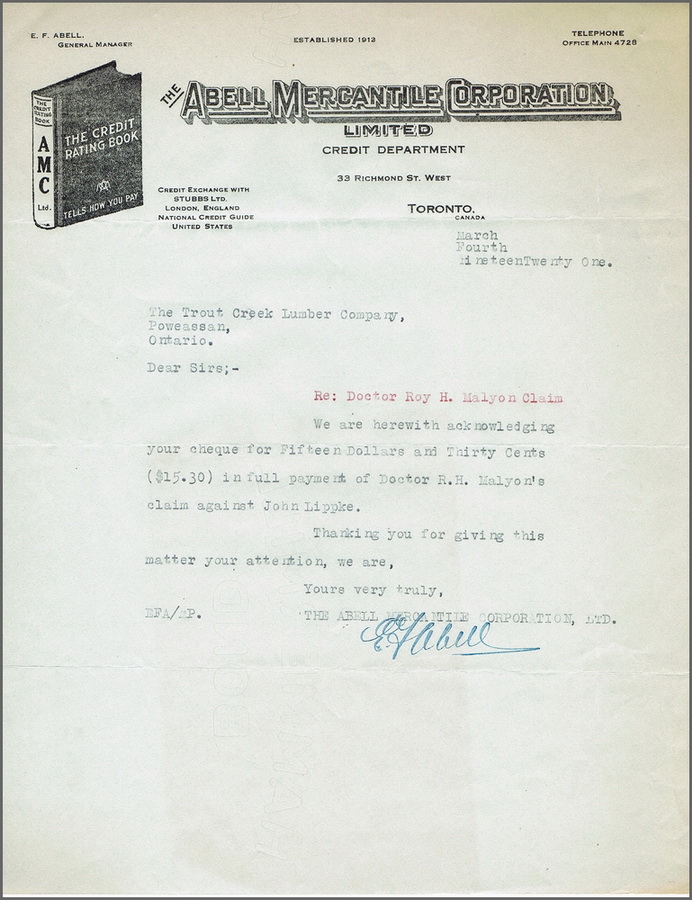 E. F. ABELL.
GENERAL MANAGER
ESTABLISHED 1913
TELEPHONE
OFFICE MAIN 4728
THE CREDIT RATING BOOK
AMC
Ltd.
THE CREDIT
RATING BOOK
TELLS HOW YOU PAY
THE ABELL MERCANTILE CORPORATION,
LIMITED
CREDIT DEPARTMENT
33 RICHMOND ST. WEST
CREDIT EXCHANGE WITH
STUBBS LTD.
LONDON, ENGLAND
NATIONAL CREDIT GUIDE
UNITED STATES
TORONTO,
CANADA
March
Fourth
NineteenTwenty One.
The Trout Creek Lumber Company,
Poweassan,
Ontario.
Dear Sirs;-
Re: Doctor Roy H. Malyon Claim
We are herewith acknowledging
your cheque for Fifteen Dollars and Thirty Cents
($15.30) in full payment of Doctor R.H. Malyon's
claim against John Lippke.
Thanking you for giving this
matter your attention, we are,
Yours very truly,
EFA/MP.
THE ABELL MERCANTILE CORPORATION, LTD.
E.F. Abell